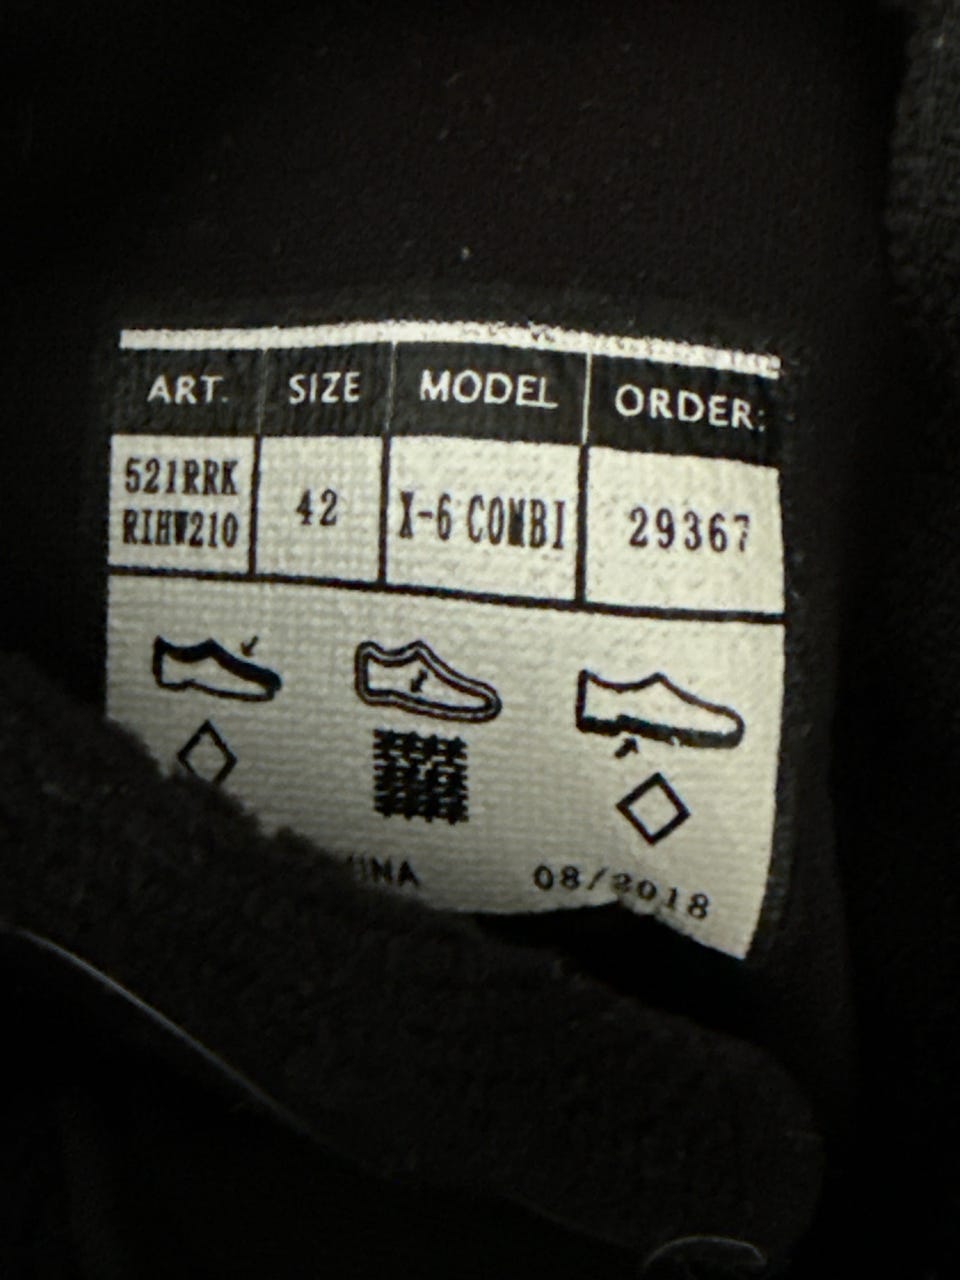 ART. SIZE MODEL ORDER:
521RRK
RIHW210
42
X-6 COMBI
29367
08/2018